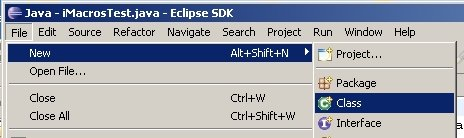 Java - iMacrosTest.java - Eclipse SDK
File Edit Source Refactor Navigate Search Project Run Window Help
New Alt+Shift+N Project...
Open File...
Package
Close Ctrl+W Class
Close All Ctrl+Shift+W Interface